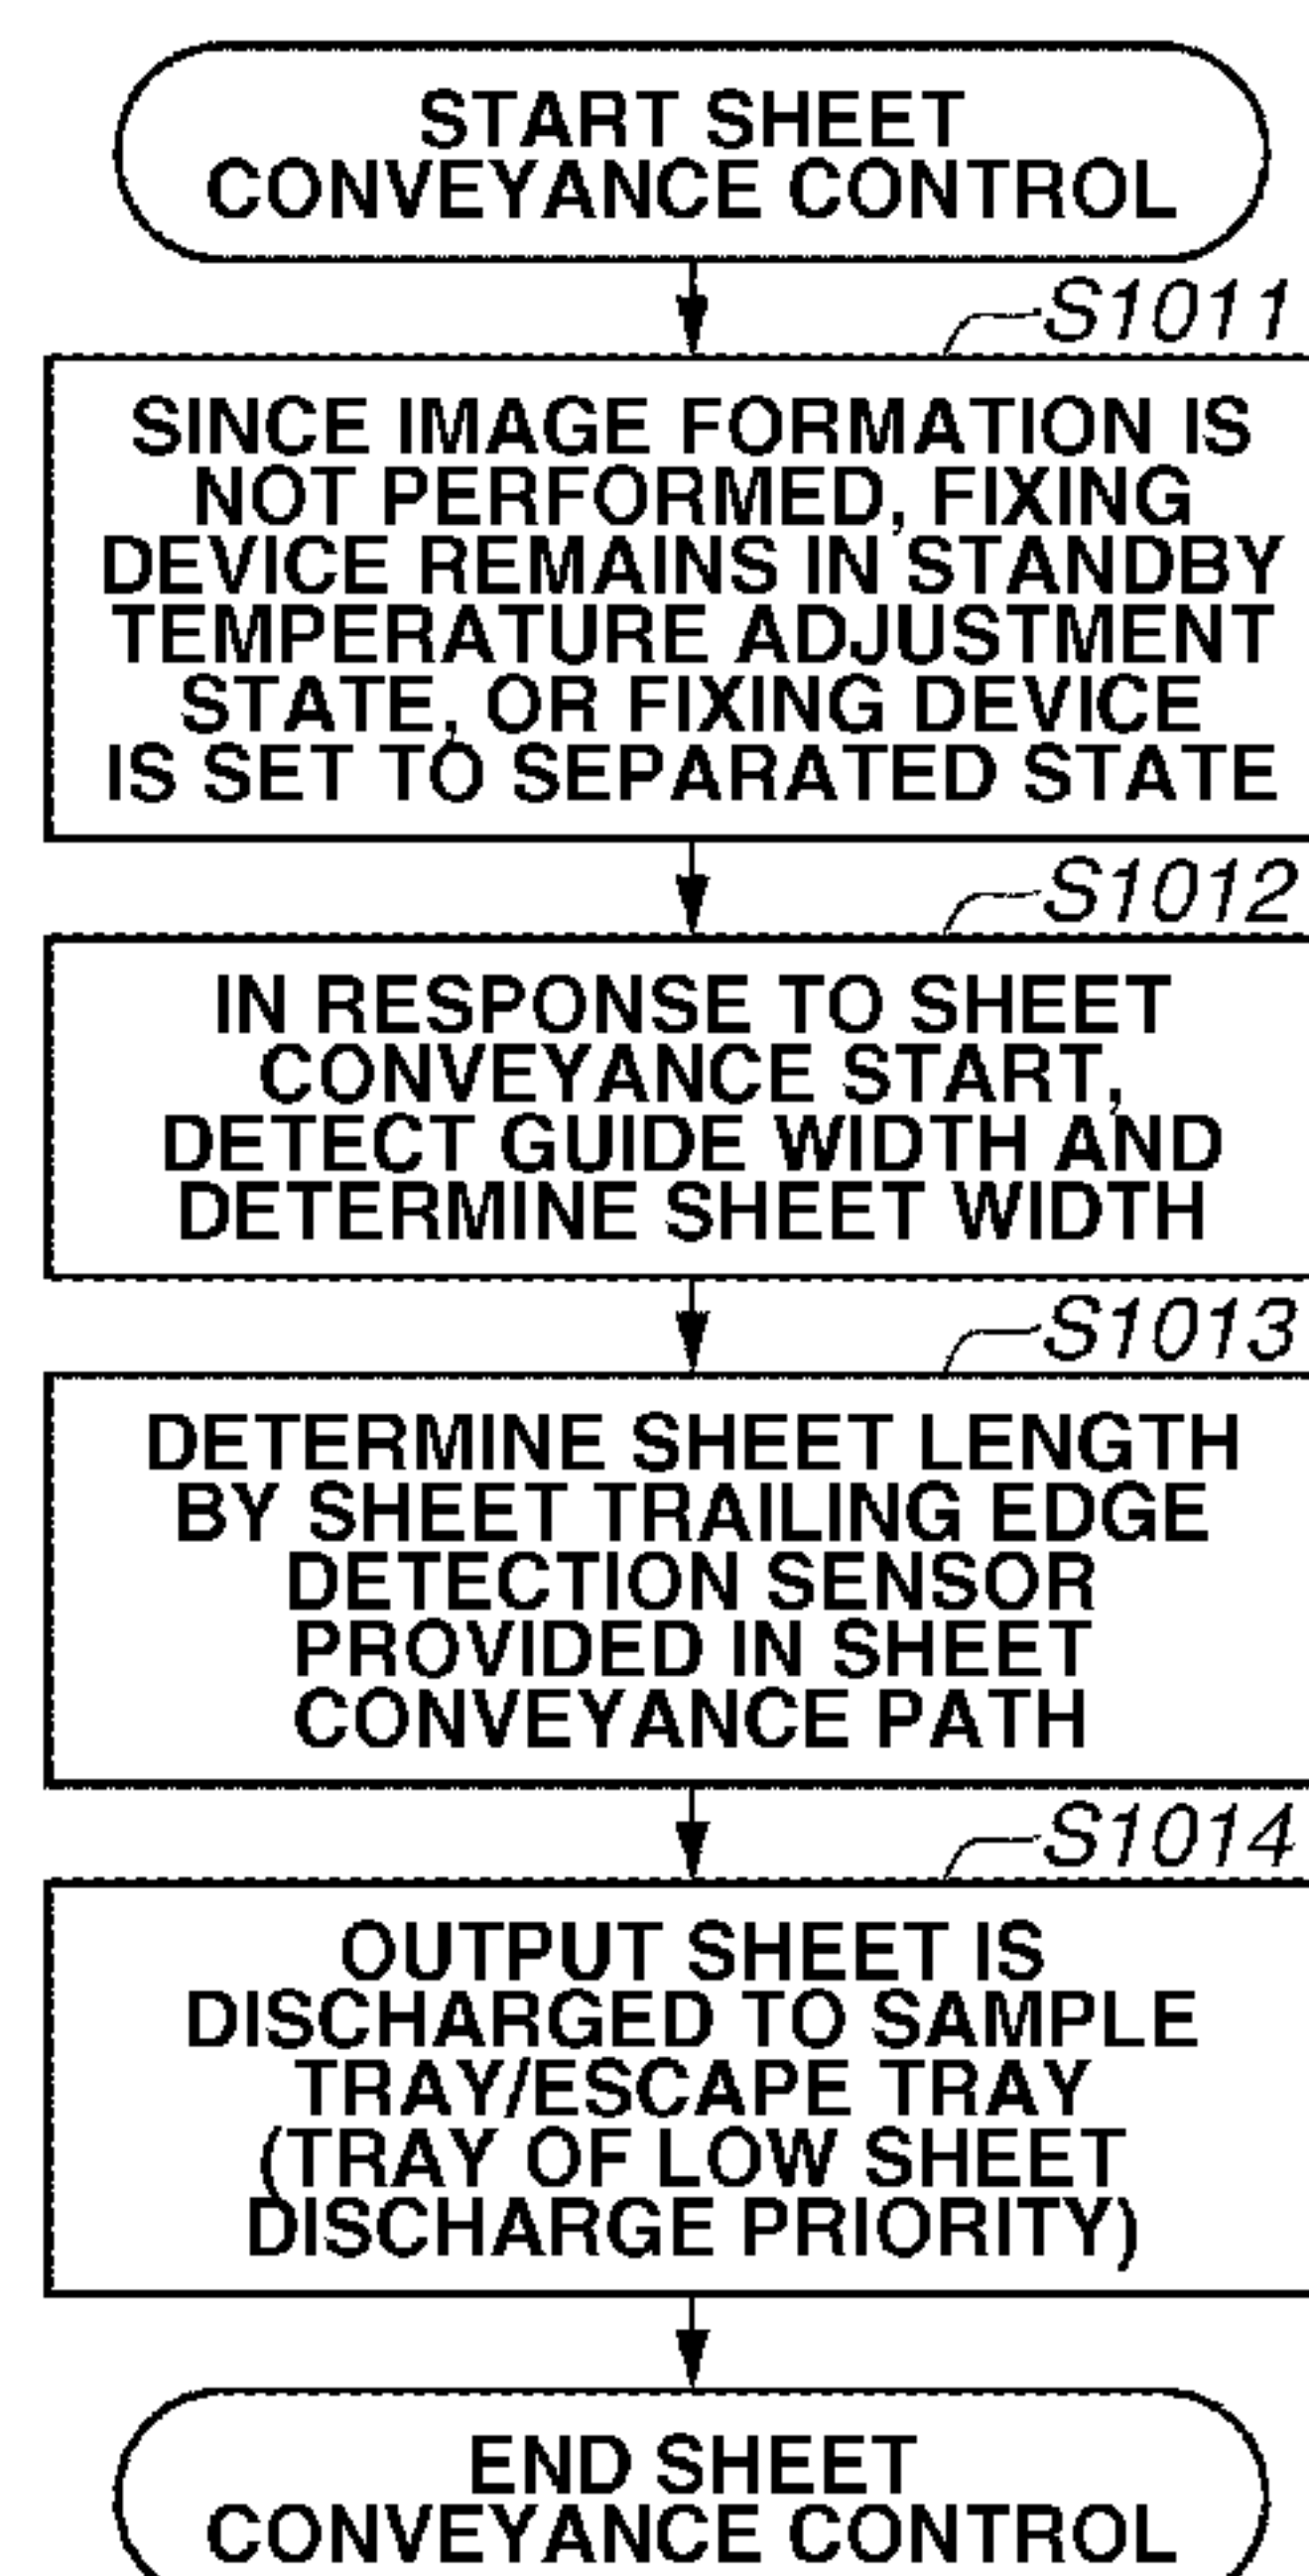 START SHEET
CONVEYANCE CONTROL
S1011
SINCE IMAGE FORMATION IS
NOT PERFORMED, FIXING
DEVICE REMAINS IN STANDBY
TEMPERATURE ADJUSTMENT
STATE, OR FIXING DEVICE
IS SET TO SEPARATED STATE
S1012
IN RESPONSE TO SHEET
CONVEYANCE START,
DETECT GUIDE WIDTH AND
DETERMINE SHEET WIDTH
S1013
DETERMINE SHEET LENGTH
BY SHEET TRAILING EDGE
DETECTION SENSOR
PROVIDED IN SHEET
CONVEYANCE PATH
S1014
OUTPUT SHEET IS
DISCHARGED TO SAMPLE
TRAY/ESCAPE TRAY
(TRAY OF LOW SHEET
DISCHARGE PRIORITY)
END SHEET
CONVEYANCE CONTROL